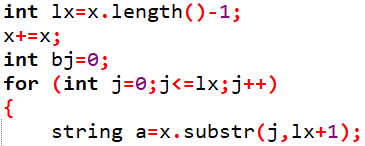 int lx=x.length()-1;
x+=x;
int bj=0;
for (int j=0;j<=lx;j++)
{
    string a=x.substr(j,lx+1);